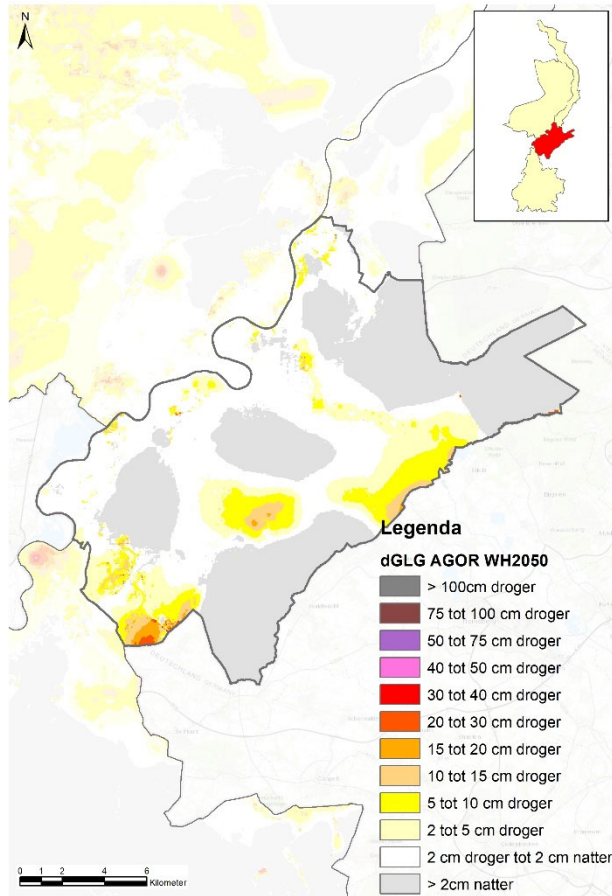 N
DEUTSCHLAND
Legenda
dGLG AGOR WH2050
> 100cm droger
75 tot 100 cm droger
50 tot 75 cm droger
40 tot 50 cm droger
30 tot 40 cm droger
20 tot 30 cm droger
15 tot 20 cm droger
10 tot 15 cm droger
5 tot 10 cm droger
2 tot 5 cm droger
2 cm droger tot 2 cm natter
> 2cm natter
DEUTSCHLAND
0 1 2 4 6
Kilometer